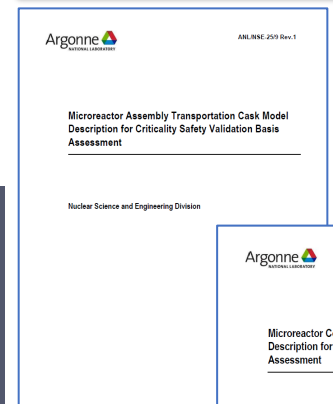 Argonne
NATIONAL LABORATORY
ANL/NSE-25/9 Rev.1
Microreactor Assembly Transportation Cask Model
Description for Criticality Safety Validation Basis
Assessment
Nuclear Science and Engineering Division
Argonne
NATIONAL LABORATORY
Microreactor C
Description for
Assessment